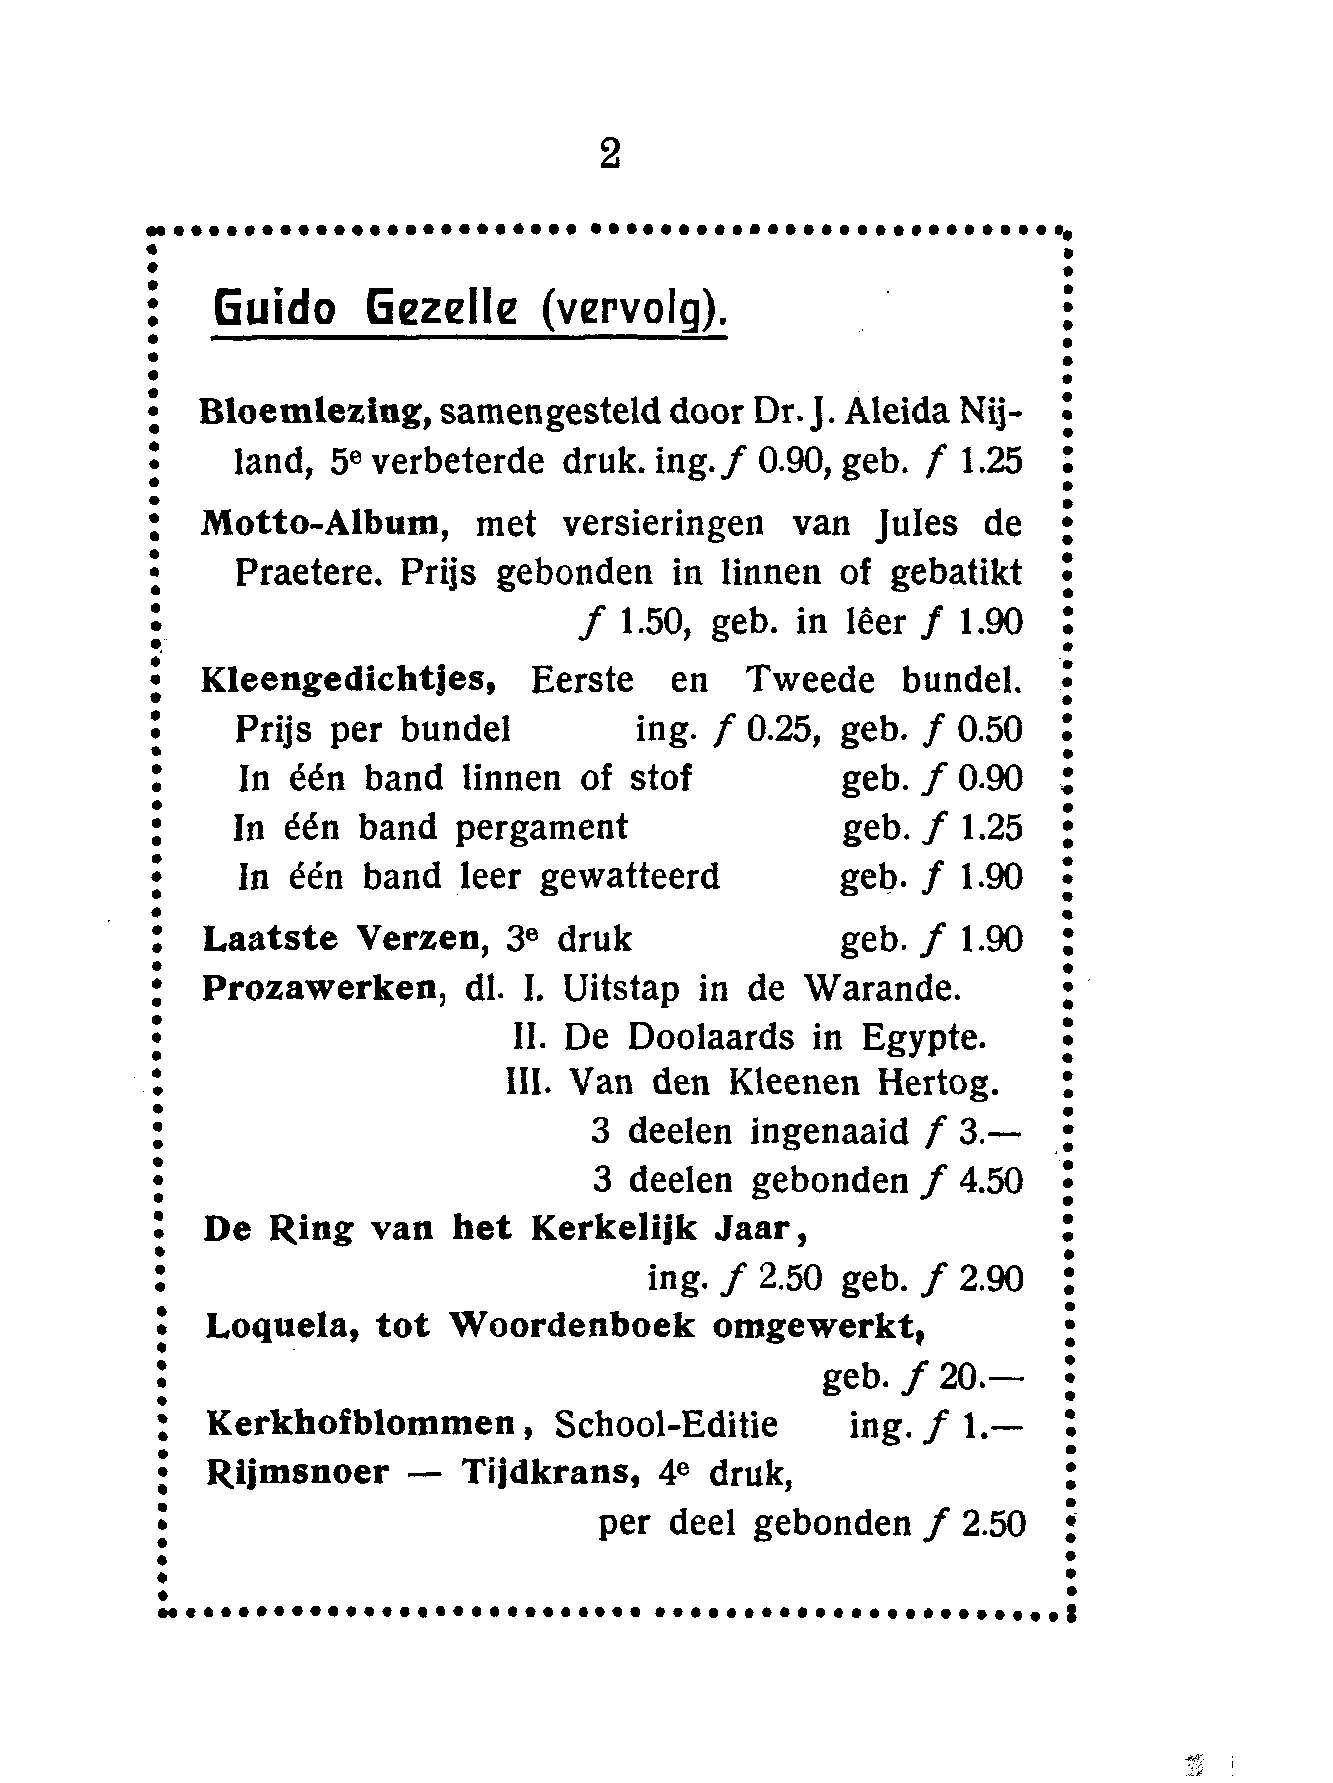 2
Guido Gezelle (vervolg).
Bloemlezing, samengesteld door Dr. J. Aleida Nij-
land, 5e verbeterde druk. ing. f 0.90, geb. f 1.25
Motto-Album, met versieringen van Jules de
Praetere. Prijs gebonden in linnen of gebatikt
f 1.50, geb. in lêer f 1.90
Kleengedichtjes, Eerste en Tweede bundel.
Prijs per bundel ing. f 0.25, geb. f 0.50
In één band linnen of stof geb. f 0.90
In één band pergament geb. f 1.25
In één band leer gewatteerd geb. f 1.90
Laatste Verzen, 3e druk geb. f 1.90
Prozawerken, dl. I. Uitstap in de Warande.
II. De Doolaards in Egypte.
III. Van den Kleenen Hertog.
3 deelen ingenaaid f 3.—
3 deelen gebonden f 4.50
De Ring van het Kerkelijk Jaar,
ing. f 2.50 geb. f 2.90
Loquela, tot Woordenboek omgewerkt,
geb. f 20.—
Kerkhofblommen, School-Editie ing. f 1.—
Rijmsnoer — Tijdkrans, 4e druk,
per deel gebonden f 2.50